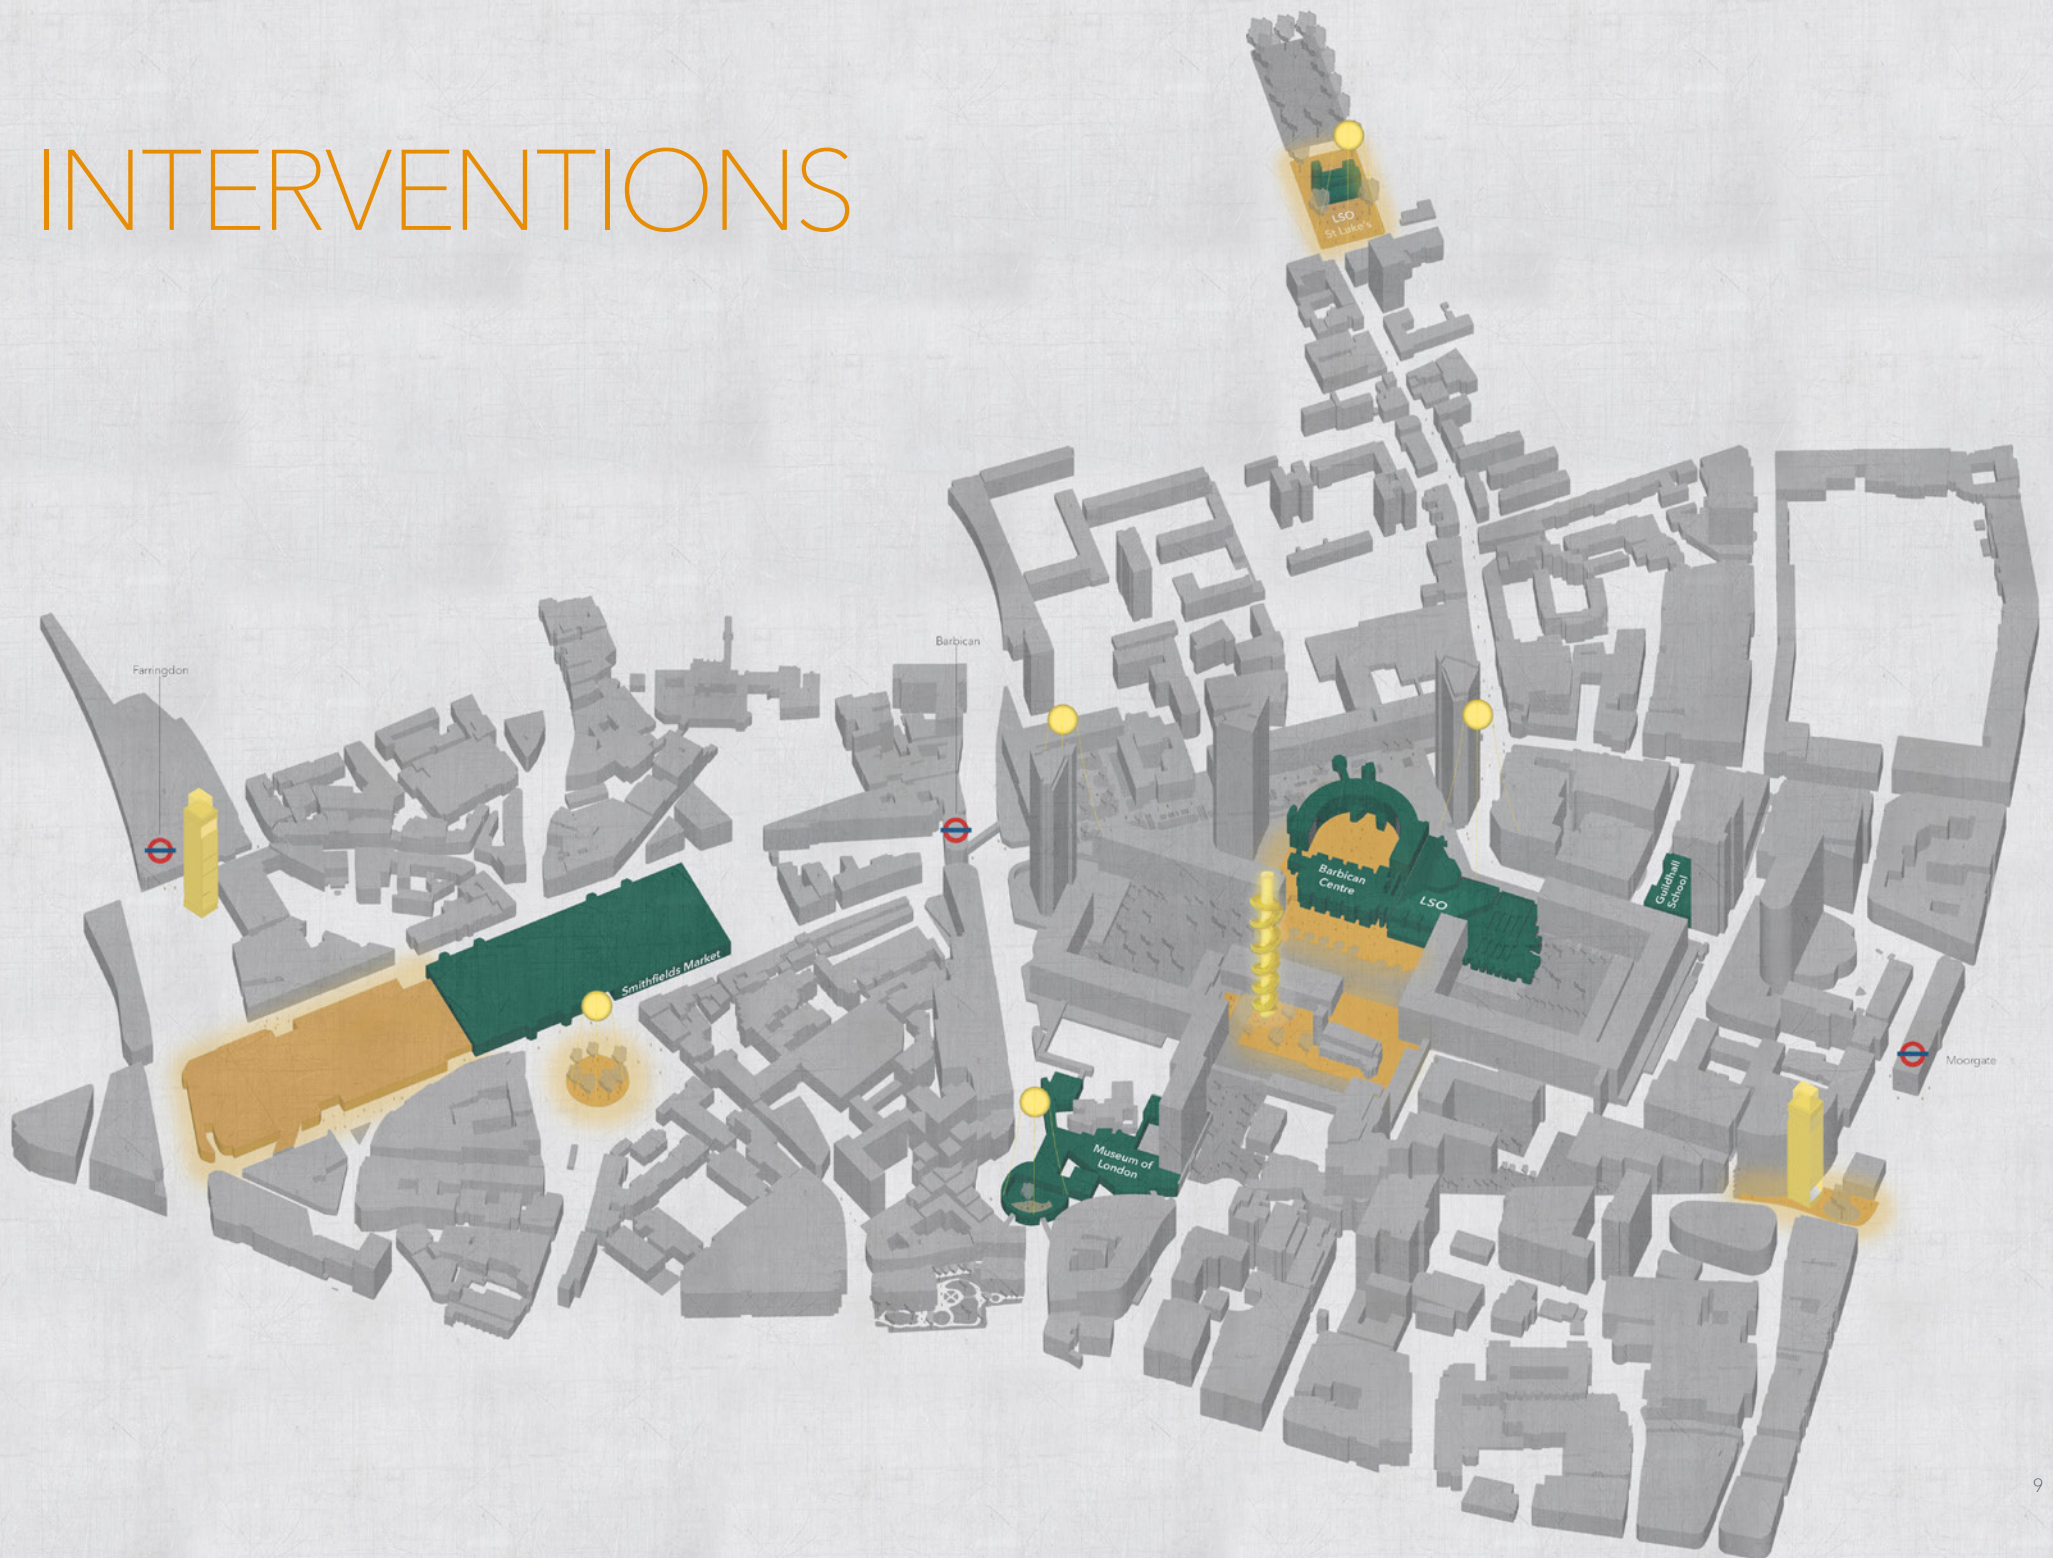 INTERVENTIONS
LSO
St Luke's
Barbican
Farringdon
Barbican
Centre
LSO
Guildhall
School
Smithfields Market
Moorgate
Museum of
London
9